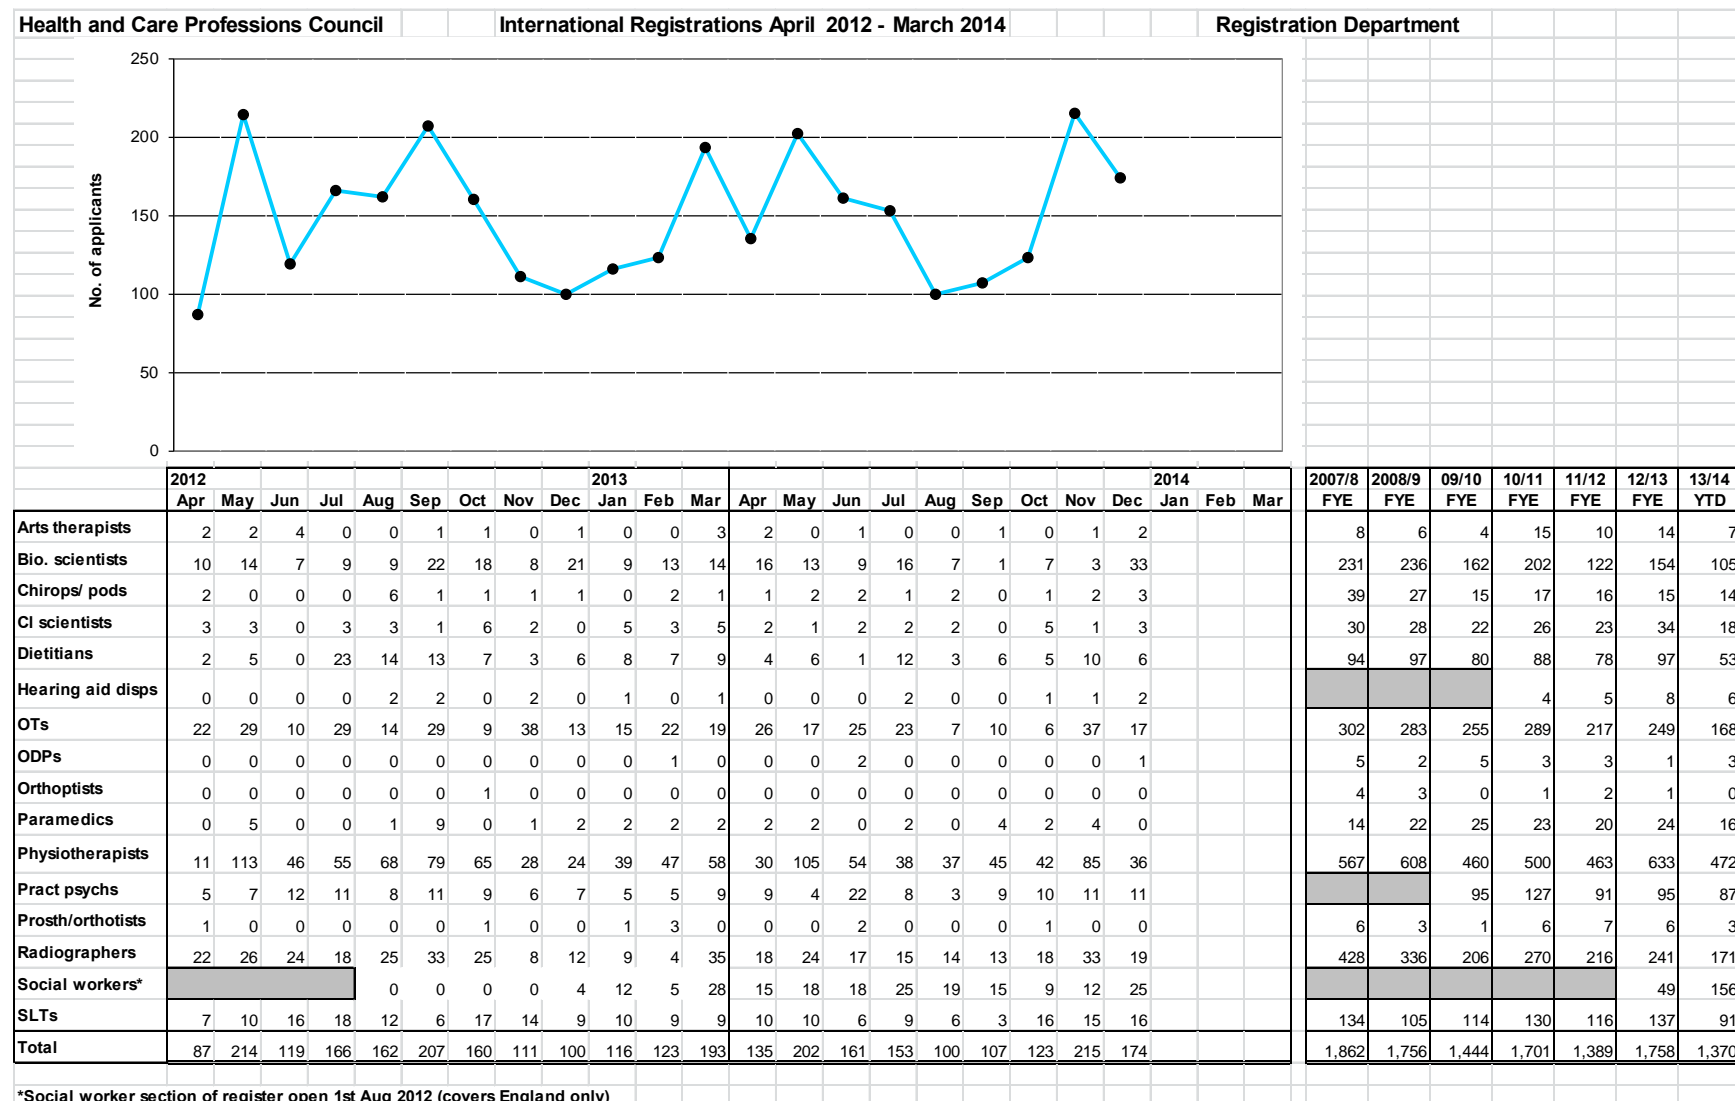 Health and Care Professions Council International Registrations April 2012 - March 2014 Registration Department
250
200
150
100
50
0
No. of applicants
2012 2013 2014 2007/8 2008/9 09/10 10/11 11/12 12/13 13/14
Apr May Jun Jul Aug Sep Oct Nov Dec Jan Feb Mar Apr May Jun Jul Aug Sep Oct Nov Dec Jan Feb Mar FYE FYE FYE FYE FYE FYE YTD
Arts therapists 2 2 4 0 0 1 1 0 1 0 0 3 2 0 1 0 0 1 0 1 2 8 6 4 15 10 14 7
Bio. scientists 10 14 7 9 9 22 18 8 21 9 13 14 16 13 9 16 7 1 7 3 33 231 236 162 202 122 154 105
Chirops/ pods 2 0 0 0 6 1 1 1 1 0 2 1 1 2 2 1 2 0 1 2 3 39 27 15 17 16 15 14
Cl scientists 3 3 0 3 3 1 6 2 0 5 3 5 2 1 2 2 2 0 5 1 3 30 28 22 26 23 34 18
Dietitians 2 5 0 23 14 13 7 3 6 8 7 9 4 6 1 12 3 6 5 10 6 94 97 80 88 78 97 53
Hearing aid disps 0 0 0 0 2 2 0 2 0 1 0 1 0 0 0 2 0 0 1 1 2 4 5 8 6
OTs 22 29 10 29 14 29 9 38 13 15 22 19 26 17 25 23 7 10 6 37 17 302 283 255 289 217 249 168
ODPs 0 0 0 0 0 0 0 0 0 0 1 0 0 0 2 0 0 0 0 0 1 5 2 5 3 3 1 3
Orthoptists 0 0 0 0 0 0 1 0 0 0 0 0 0 0 0 0 0 0 0 0 0 4 3 0 1 2 1 0
Paramedics 0 5 0 0 1 9 0 1 2 2 2 2 2 2 0 2 0 4 2 4 0 14 22 25 23 20 24 16
Physiotherapists 11 113 46 55 68 79 65 28 24 39 47 58 30 105 54 38 37 45 42 85 36 567 608 460 500 463 633 472
Pract psychs 5 7 12 11 8 11 9 6 7 5 5 9 9 4 22 8 3 9 10 11 11 95 127 91 95 87
Prosth/orthotists 1 0 0 0 0 0 1 0 0 1 3 0 0 0 2 0 0 0 1 0 0 6 3 1 6 7 6 3
Radiographers 22 26 24 18 25 33 25 8 12 9 4 35 18 24 17 15 14 13 18 33 19 428 336 206 270 216 241 171
Social workers* 0 0 0 0 4 12 5 28 15 18 18 25 19 15 9 12 25 49 156
SLTs 7 10 16 18 12 6 17 14 9 10 9 9 10 10 6 9 6 3 16 15 16 134 105 114 130 116 137 91
Total 87 214 119 166 162 207 160 111 100 116 123 193 135 202 161 153 100 107 123 215 174 1,862 1,756 1,444 1,701 1,389 1,758 1,370
*Social worker section of register open 1st Aug 2012 (covers England only)